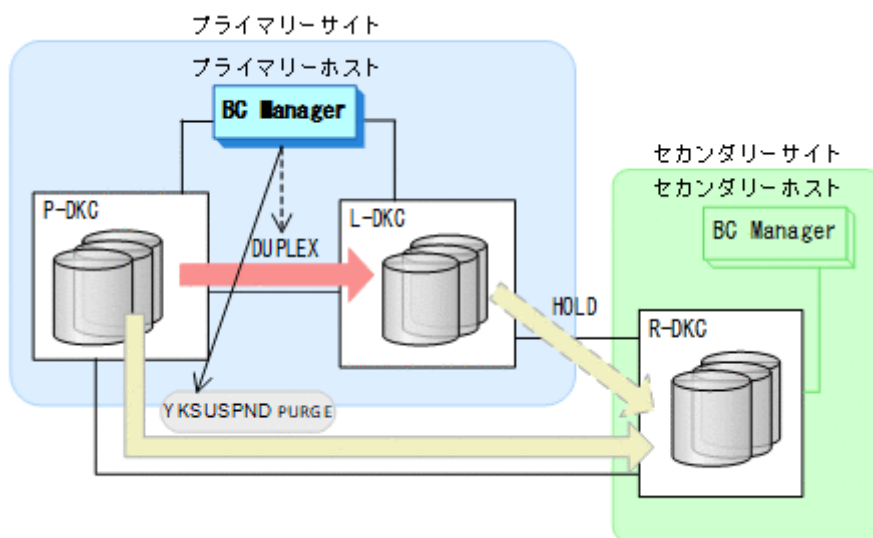 プライマリーサイト
プライマリーホスト
BC Manager
セカンダリーサイト
セカンダリーホスト
P-DKC
L-DKC
BC Manager
DUPLEX
HOLD
R-DKC
YKSUSPND PURGE